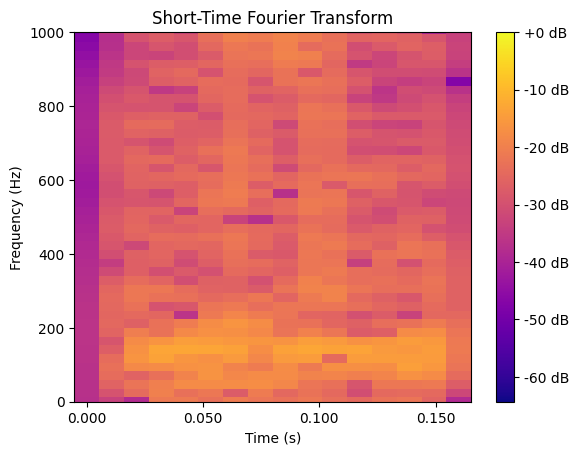 Short-Time Fourier Transform
1000
800
600
400
200
0
Frequency (Hz)
0.000
0.050
0.100
0.150
Time (s)
+0 dB
-10 dB
-20 dB
-30 dB
-40 dB
-50 dB
-60 dB